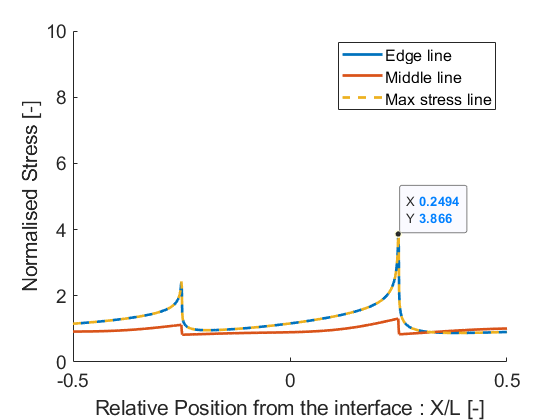 10
8
6
4
2
0
Normalised Stress [-]
Edge line
Middle line
Max stress line
X 0.2494
Y 3.866
-0.5
0
0.5
Relative Position from the interface : X/L [-]